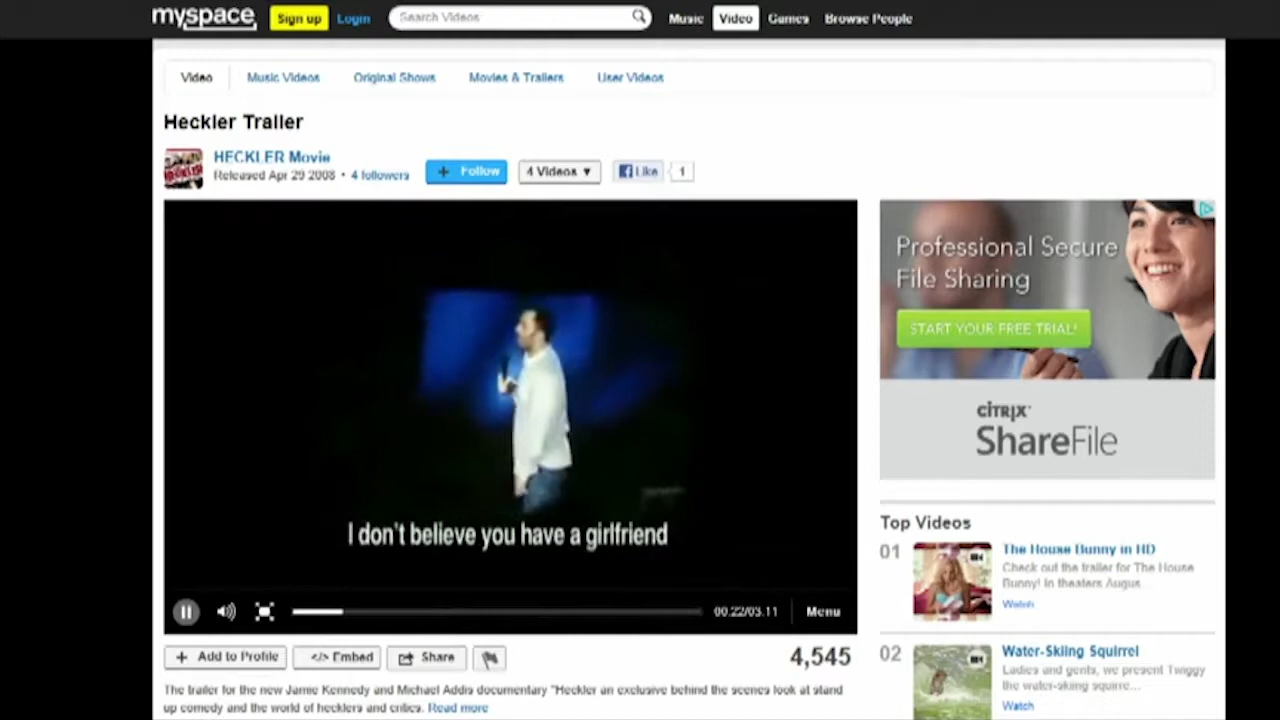 myspace
Sign up
Login
Search Videos
Music
Video
Games
Browse People
Video
Music Videos
Original Shows
Movies & Trailers
User Videos
Heckler Trailer
HECKLER Movie
Released Apr 29 2008 • 4 followers
+ Follow
4 Videos ▼
Like
1
I don't believe you have a girlfriend
00:22/03:11
Menu
+ Add to Profile
</> Embed
Share
4,545
The trailer for the new Jamie Kennedy and Michael Addis documentary "Heckler an exclusive behind the scenes look at stand
up comedy and the world of hecklers and critics. Read more
Professional Secure
File Sharing
START YOUR FREE TRIAL!
CİTRIX
ShareFile
Top Videos
01
The House Bunny in HD
Check out the trailer for The House
Bunny! In theaters Augus...
Watch
02
Water-Skiing Squirrel
Ladies and gents, we present Twiggy
the water-skiing squirre...
Watch